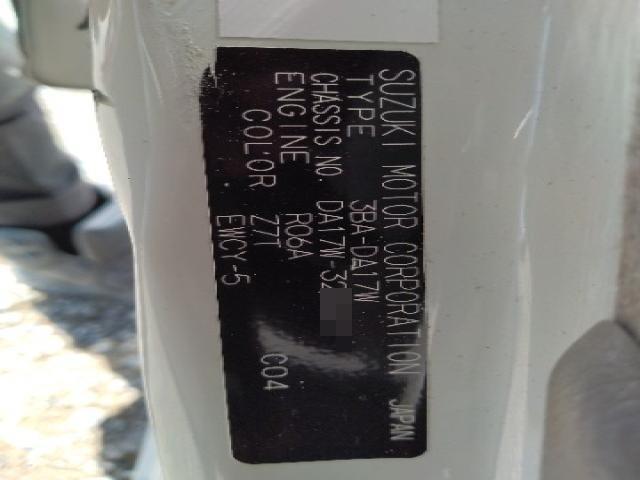 SUZUKI MOTOR CORPORATION JAPAN
TYPE 3BA-DA17W
CHASSIS NO. DA17W-32
ENGINE R06A
COLOR Z7T C04
EWCY-5